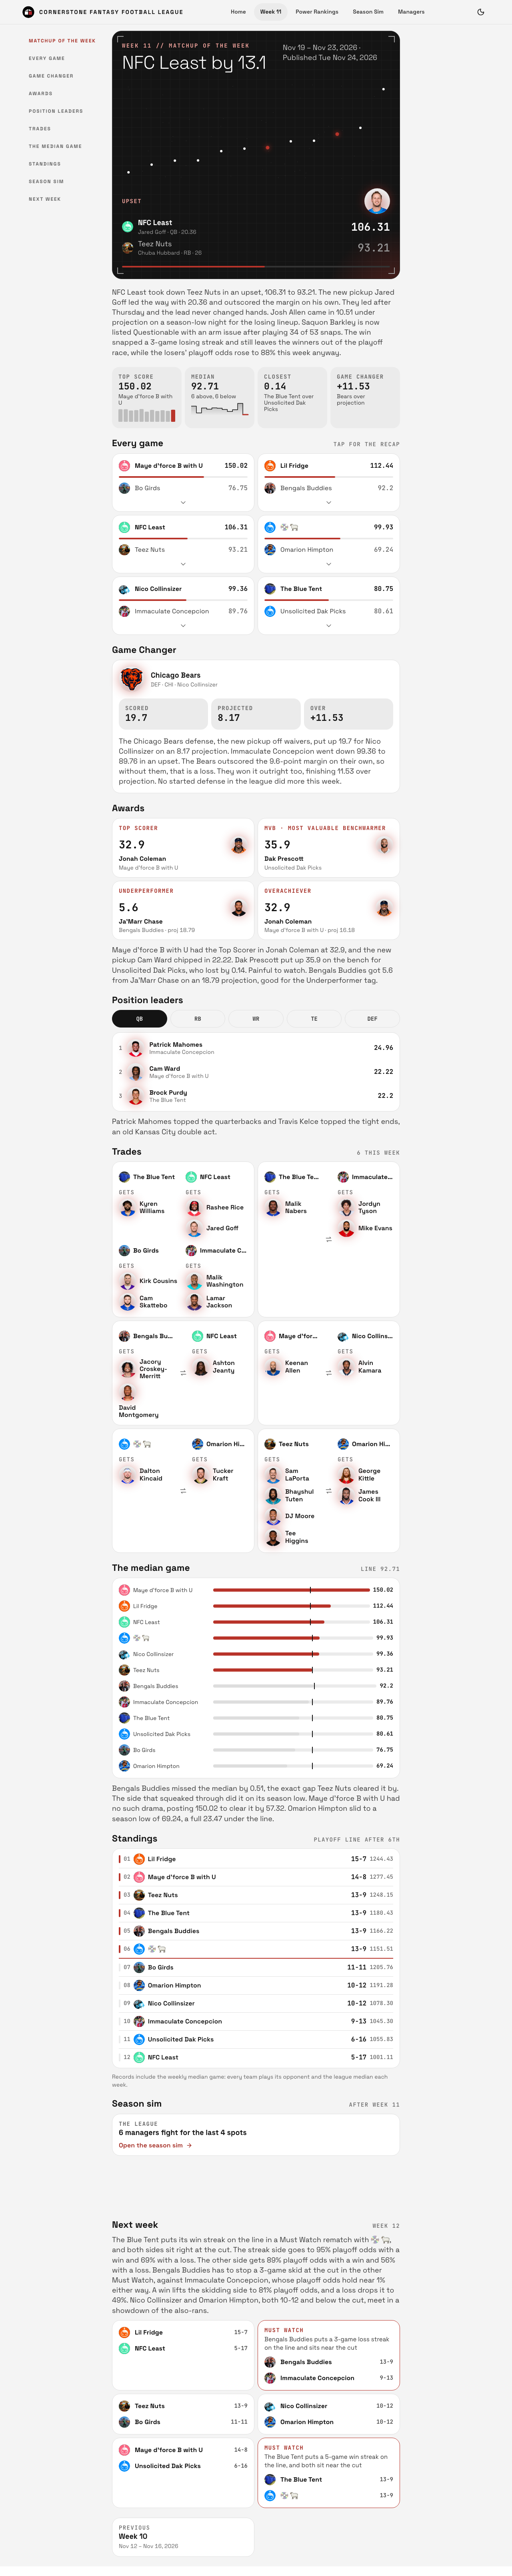 CORNERSTONE FANTASY FOOTBALL LEAGUE
Home
Week 11
Power Rankings
Season Sim
Managers
MATCHUP OF THE WEEK
EVERY GAME
GAME CHANGER
AWARDS
POSITION LEADERS
TRADES
THE MEDIAN GAME
STANDINGS
SEASON SIM
NEXT WEEK
WEEK 11 // MATCHUP OF THE WEEK
NFC Least by 13.1
Nov 19 – Nov 23, 2026 ·
Published Tue Nov 24, 2026
UPSET
NFC Least
Jared Goff · QB · 20.36
106.31
Teez Nuts
Chuba Hubbard · RB · 26
93.21
NFC Least took down Teez Nuts in an upset, 106.31 to 93.21. The new pickup Jared
Goff led the way with 20.36 and outscored the margin on his own. They led after
Thursday and the lead never changed hands. Josh Allen came in 10.51 under
projection on a season-low night for the losing lineup. Saquon Barkley is now
listed Questionable with an arm issue after playing 34 of 53 snaps. The win
snapped a 3-game losing streak and still leaves the winners out of the playoff
race, while the losers' playoff odds rose to 88% this week anyway.
TOP SCORE
150.02
Maye d'force B with U
MEDIAN
92.71
6 above, 6 below
CLOSEST
0.14
The Blue Tent over
Unsolicited Dak
Picks
GAME CHANGER
+11.53
Bears over
projection
Every game
TAP FOR THE RECAP
Maye d'force B with U 150.02
Bo Girds 76.75
Lil Fridge 112.44
Bengals Buddies 92.2
NFC Least 106.31
Teez Nuts 93.21
99.93
Omarion Himpton 69.24
Nico Collinsizer 99.36
Immaculate Concepcion 89.76
The Blue Tent 80.75
Unsolicited Dak Picks 80.61
Game Changer
Chicago Bears
DEF · CHI · Nico Collinsizer
SCORED
19.7
PROJECTED
8.17
OVER
+11.53
The Chicago Bears defense, the new pickup off waivers, put up 19.7 for Nico
Collinsizer on an 8.17 projection. Immaculate Concepcion went down 99.36 to
89.76 in the upset. The Bears outscored the 9.6-point margin on their own, so
without them, that is a loss. They won it outright too, finishing 11.53 over
projection. No started defense in the league did more this week.
Awards
TOP SCORER
32.9
Jonah Coleman
Maye d'force B with U
MVB · MOST VALUABLE BENCHWARMER
35.9
Dak Prescott
Unsolicited Dak Picks
UNDERPERFORMER
5.6
Ja'Marr Chase
Bengals Buddies · proj 18.79
OVERACHIEVER
32.9
Jonah Coleman
Maye d'force B with U · proj 16.18
Maye d'force B with U had the Top Scorer in Jonah Coleman at 32.9, and the new
pickup Cam Ward chipped in 22.22. Dak Prescott put up 35.9 on the bench for
Unsolicited Dak Picks, who lost by 0.14. Painful to watch. Bengals Buddies got 5.6
from Ja'Marr Chase on an 18.79 projection, good for the Underperformer tag.
Position leaders
QB
RB
WR
TE
DEF
1 Patrick Mahomes
Immaculate Concepcion
24.96
2 Cam Ward
Maye d'force B with U
22.22
3 Brock Purdy
The Blue Tent
22.2
Patrick Mahomes topped the quarterbacks and Travis Kelce topped the tight ends,
an old Kansas City double act.
Trades
6 THIS WEEK
The Blue Tent
GETS
Kyren
Williams
NFC Least
GETS
Rashee Rice
Jared Goff
Bo Girds
GETS
Kirk Cousins
Cam
Skattebo
Immaculate C...
GETS
Malik
Washington
Lamar
Jackson
The Blue Te...
GETS
Malik
Nabers
Immaculate...
GETS
Jordyn
Tyson
Mike Evans
Bengals Bu...
GETS
Jacory
Croskey-
Merritt
David
Montgomery
NFC Least
GETS
Ashton
Jeanty
Maye d'for...
GETS
Keenan
Allen
Nico Collins...
GETS
Alvin
Kamara
GETS
Dalton
Kincaid
Omarion Hi...
GETS
Tucker
Kraft
Teez Nuts
GETS
Sam
LaPorta
Bhayshul
Tuten
DJ Moore
Tee
Higgins
Omarion Hi...
GETS
George
Kittle
James
Cook III
The median game
LINE 92.71
Maye d'force B with U 150.02
Lil Fridge 112.44
NFC Least 106.31
99.93
Nico Collinsizer 99.36
Teez Nuts 93.21
Bengals Buddies 92.2
Immaculate Concepcion 89.76
The Blue Tent 80.75
Unsolicited Dak Picks 80.61
Bo Girds 76.75
Omarion Himpton 69.24
Bengals Buddies missed the median by 0.51, the exact gap Teez Nuts cleared it by.
The side that squeaked through did it on its season low. Maye d'force B with U had
no such drama, posting 150.02 to clear it by 57.32. Omarion Himpton slid to a
season low of 69.24, a full 23.47 under the line.
Standings
PLAYOFF LINE AFTER 6TH
01 Lil Fridge 15-7 1244.43
02 Maye d'force B with U 14-8 1277.45
03 Teez Nuts 13-9 1248.15
04 The Blue Tent 13-9 1180.43
05 Bengals Buddies 13-9 1166.22
06 13-9 1151.51
07 Bo Girds 11-11 1205.76
08 Omarion Himpton 10-12 1191.28
09 Nico Collinsizer 10-12 1078.30
10 Immaculate Concepcion 9-13 1045.30
11 Unsolicited Dak Picks 6-16 1055.83
12 NFC Least 5-17 1001.11
Records include the weekly median game: every team plays its opponent and the league median each
week.
Season sim
AFTER WEEK 11
THE LEAGUE
6 managers fight for the last 4 spots
Open the season sim →
Next week
WEEK 12
The Blue Tent puts its win streak on the line in a Must Watch rematch with
and both sides sit right at the cut. The streak side goes to 95% playoff odds with a
win and 69% with a loss. The other side gets 89% playoff odds with a win and 56%
with a loss. Bengals Buddies has to stop a 3-game skid at the cut in the other
Must Watch, against Immaculate Concepcion, whose playoff odds hold near 1%
either way. A win lifts the skidding side to 81% playoff odds, and a loss drops it to
49%. Nico Collinsizer and Omarion Himpton, both 10-12 and below the cut, meet in a
showdown of the also-rans.
Lil Fridge 15-7
NFC Least 5-17
MUST WATCH
Bengals Buddies puts a 3-game loss streak
on the line and sits near the cut
Bengals Buddies 13-9
Immaculate Concepcion 9-13
Teez Nuts 13-9
Bo Girds 11-11
Nico Collinsizer 10-12
Omarion Himpton 10-12
Maye d'force B with U 14-8
Unsolicited Dak Picks 6-16
MUST WATCH
The Blue Tent puts a 5-game win streak on
the line, and both sit near the cut
The Blue Tent 13-9
13-9
PREVIOUS
Week 10
Nov 12 – Nov 16, 2026